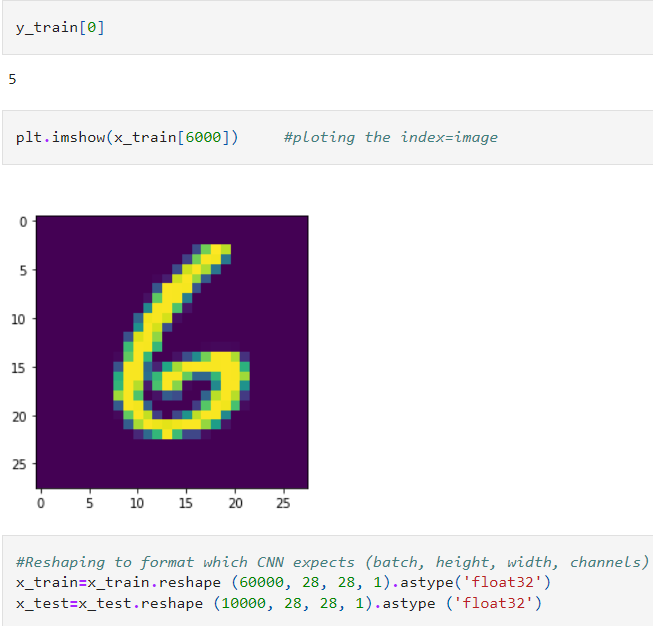 y_train[0]
5
plt.imshow(x_train[6000])     #ploting the index=image
0
5
10
15
20
25
0 5 10 15 20 25
6
#Reshaping to format which CNN expects (batch, height, width, channels)
x_train=x_train.reshape (60000, 28, 28, 1).astype('float32')
x_test=x_test.reshape (10000, 28, 28, 1).astype ('float32')